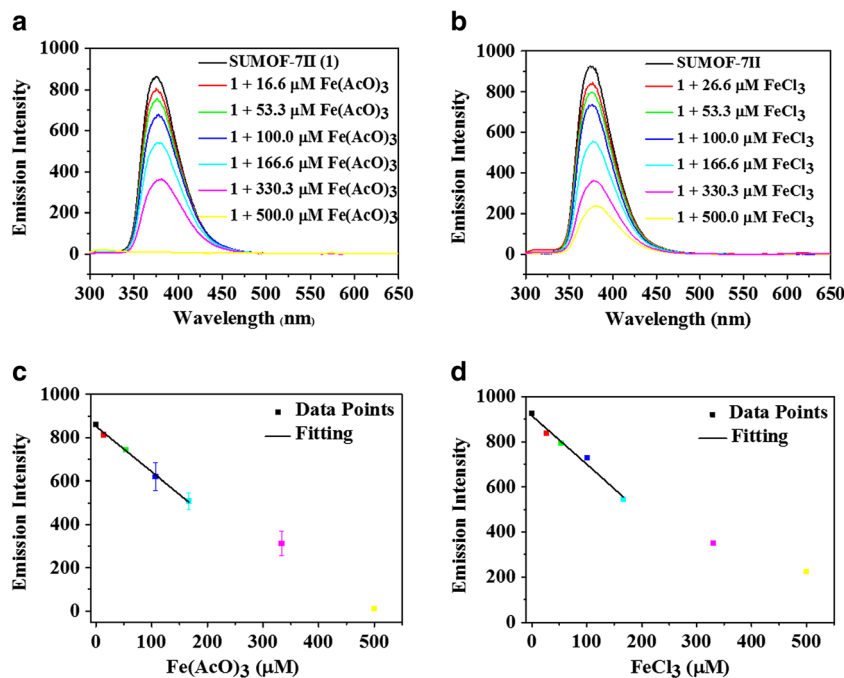 a
1000
800
600
400
200
0
Emission Intensity
SUMOF-7II (1)
1 + 16.6 μM Fe(AcO)3
1 + 53.3 μM Fe(AcO)3
1 + 100.0 μM Fe(AcO)3
1 + 166.6 μM Fe(AcO)3
1 + 330.3 μM Fe(AcO)3
1 + 500.0 μM Fe(AcO)3
300 350 400 450 500 550 600 650
Wavelength (nm)
b
1000
800
600
400
200
0
Emission Intensity
SUMOF-7II
1 + 26.6 μM FeCl3
1 + 53.3 μM FeCl3
1 + 100.0 μM FeCl3
1 + 166.6 μM FeCl3
1 + 330.3 μM FeCl3
1 + 500.0 μM FeCl3
300 350 400 450 500 550 600 650
Wavelength (nm)
c
1000
800
600
400
200
0
Emission Intensity
Data Points
Fitting
0 100 200 300 400 500
Fe(AcO)3 (μM)
d
1000
800
600
400
200
0
Emission Intensity
Data Points
Fitting
0 100 200 300 400 500
FeCl3 (μM)